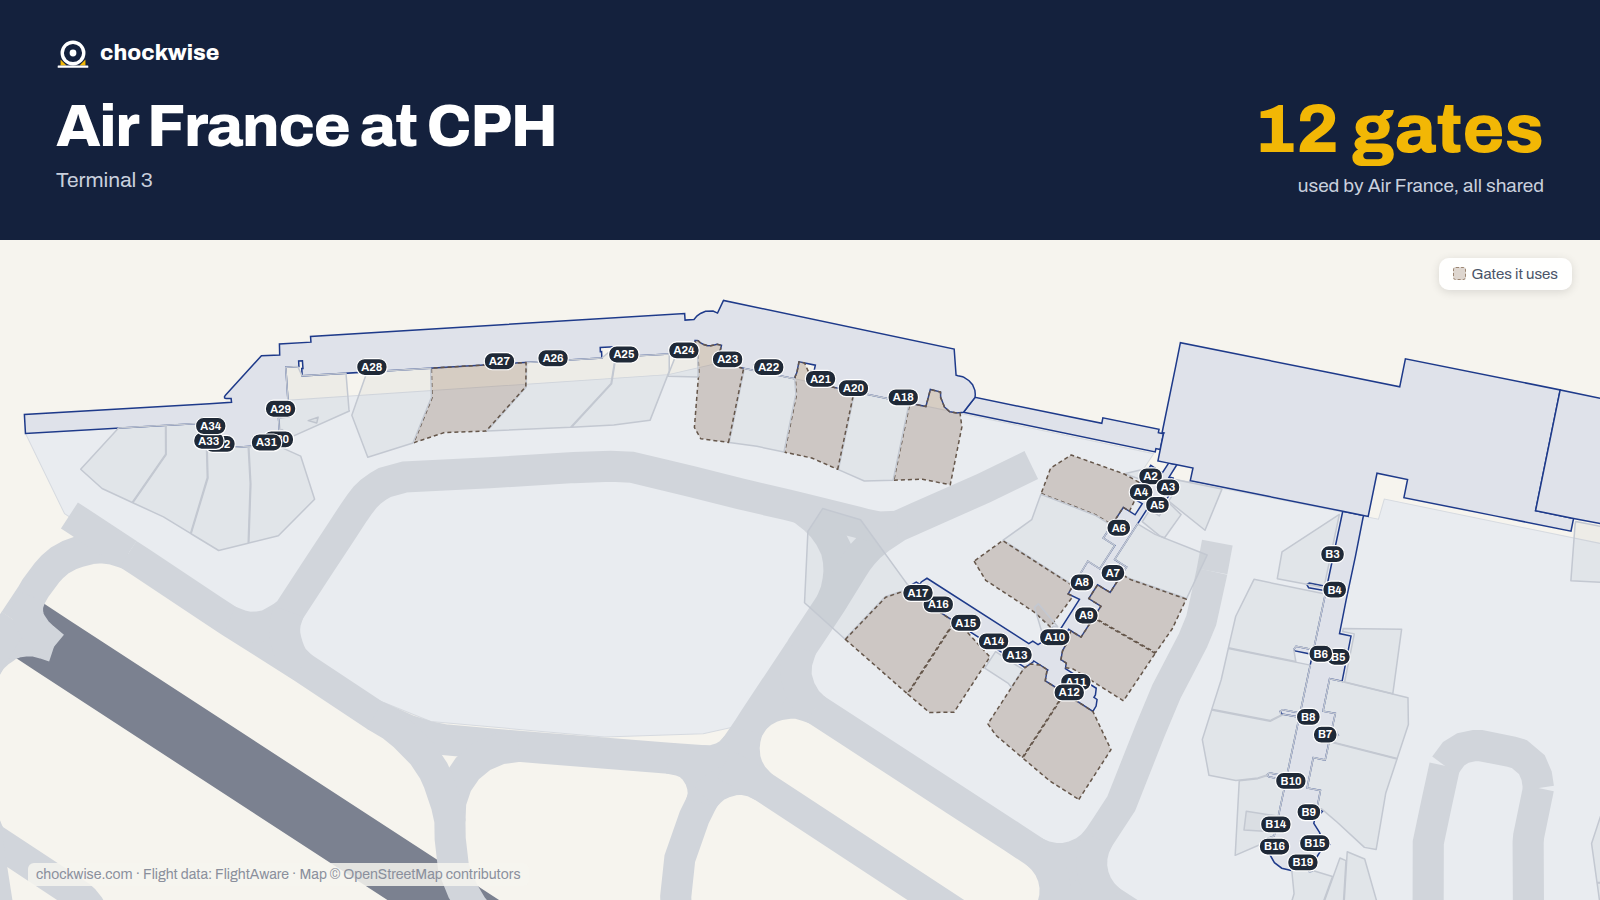 chockwise
Air France at CPH
Terminal 3
12 gates
used by Air France, all shared
Gates it uses
A28
A27
A26
A25
A24
A23
A22
A21
A20
A18
A29
A34
A33
A31
A2
A3
A4
A5
A6
A7
A8
A9
A10
A17
A16
A15
A14
A13
A11
A12
B3
B4
B6
B5
B8
B7
B10
B9
B14
B15
B16
B19
chockwise.com · Flight data: FlightAware · Map © OpenStreetMap contributors